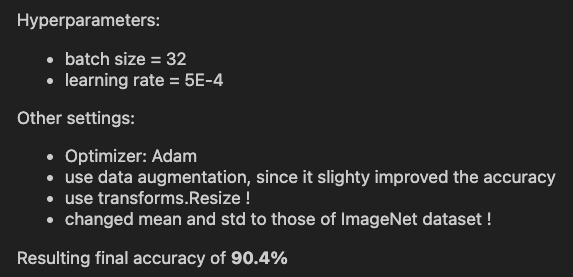 Hyperparameters:
• batch size = 32
• learning rate = 5E-4
Other settings:
• Optimizer: Adam
• use data augmentation, since it slighty improved the accuracy
• use transforms.Resize !
• changed mean and std to those of ImageNet dataset !
Resulting final accuracy of 90.4%